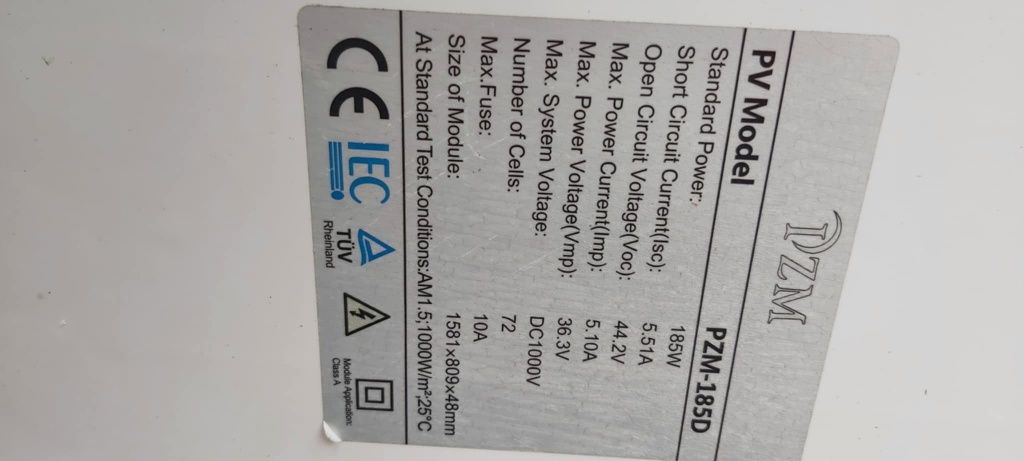 PZM
PV Model PZM-185D
Standard Power: 185W
Short Circuit Current(Isc): 5.51A
Open Circuit Voltage(Voc): 44.2V
Max. Power Current(Imp): 5.10A
Max. Power Voltage(Vmp): 36.3V
Max. System Voltage: DC1000V
Number of Cells: 72
Max.Fuse: 10A
Size of Module: 1581x809x48mm
At Standard Test Conditions:AM1.5;1000W/m²;25°C
CE IEC TÜV
Rheinland
Module Application:
Class A